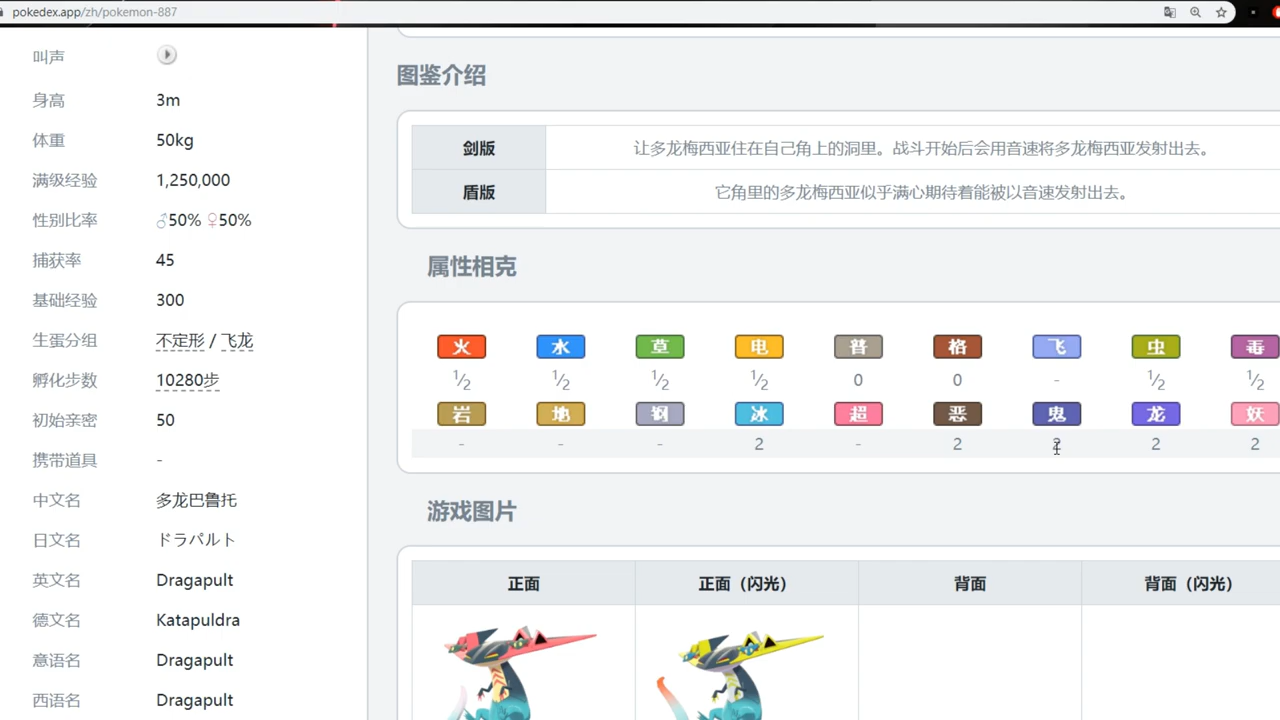 pokedex.app/zh/pokemon-887
叫声
身高 3m
体重 50kg
满级经验 1,250,000
性别比率 ♂50% ♀50%
捕获率 45
基础经验 300
生蛋分组 不定形 / 飞龙
孵化步数 10280步
初始亲密 50
携带道具 -
中文名 多龙巴鲁托
日文名 ドラパルト
英文名 Dragapult
德文名 Katapuldra
意语名 Dragapult
西语名 Dragapult
图鉴介绍
剑版 让多龙梅西亚住在自己角上的洞里。战斗开始后会用音速将多龙梅西亚发射出去。
盾版 它角里的多龙梅西亚似乎满心期待着能被以音速发射出去。
属性相克
火 水 草 电 普 格 飞 虫 毒
½ ½ ½ ½ 0 0 - ½ ½
岩 地 钢 冰 超 恶 鬼 龙 妖
- - - 2 - 2 2 2 2
游戏图片
正面 正面（闪光） 背面 背面（闪光）